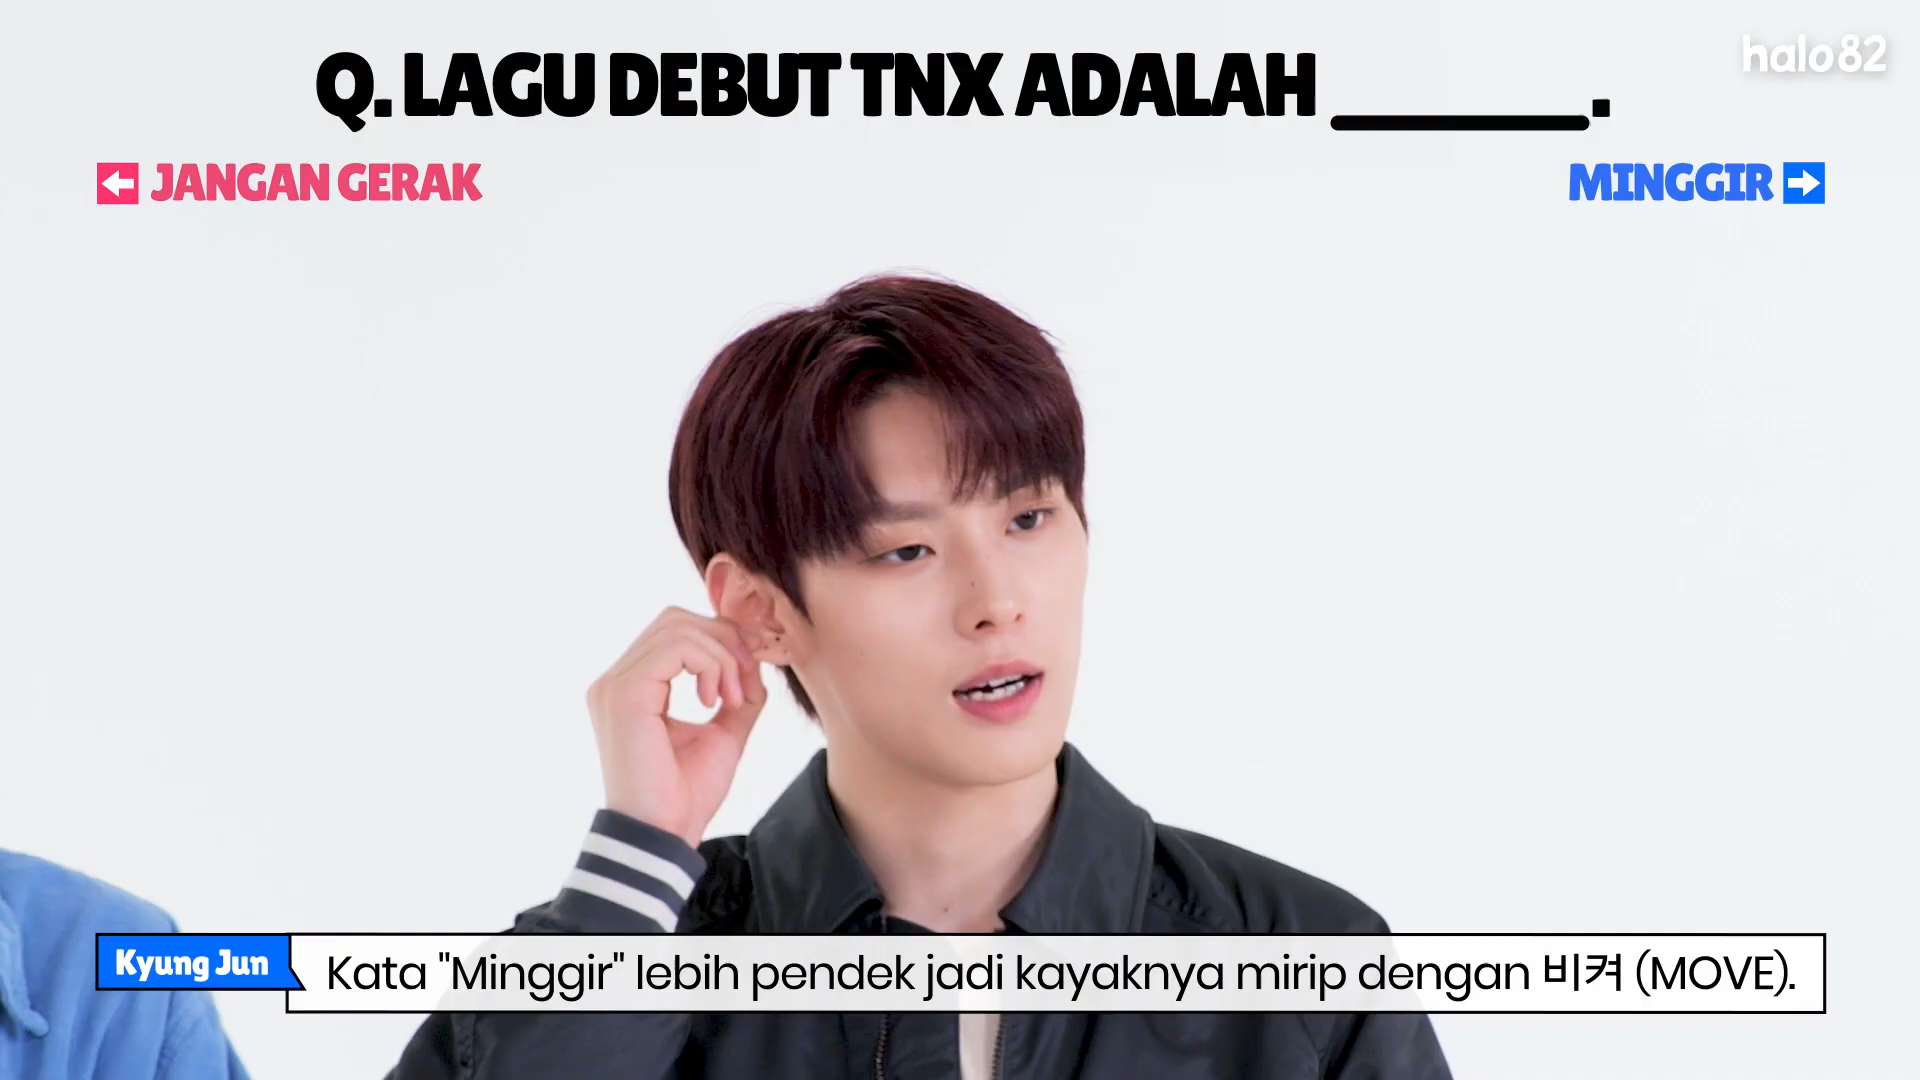 Q. LAGU DEBUT TNX ADALAH ______.
halo82
JANGAN GERAK
MINGGIR
Kyung Jun
Kata "Minggir" lebih pendek jadi kayaknya mirip dengan 비켜 (MOVE).